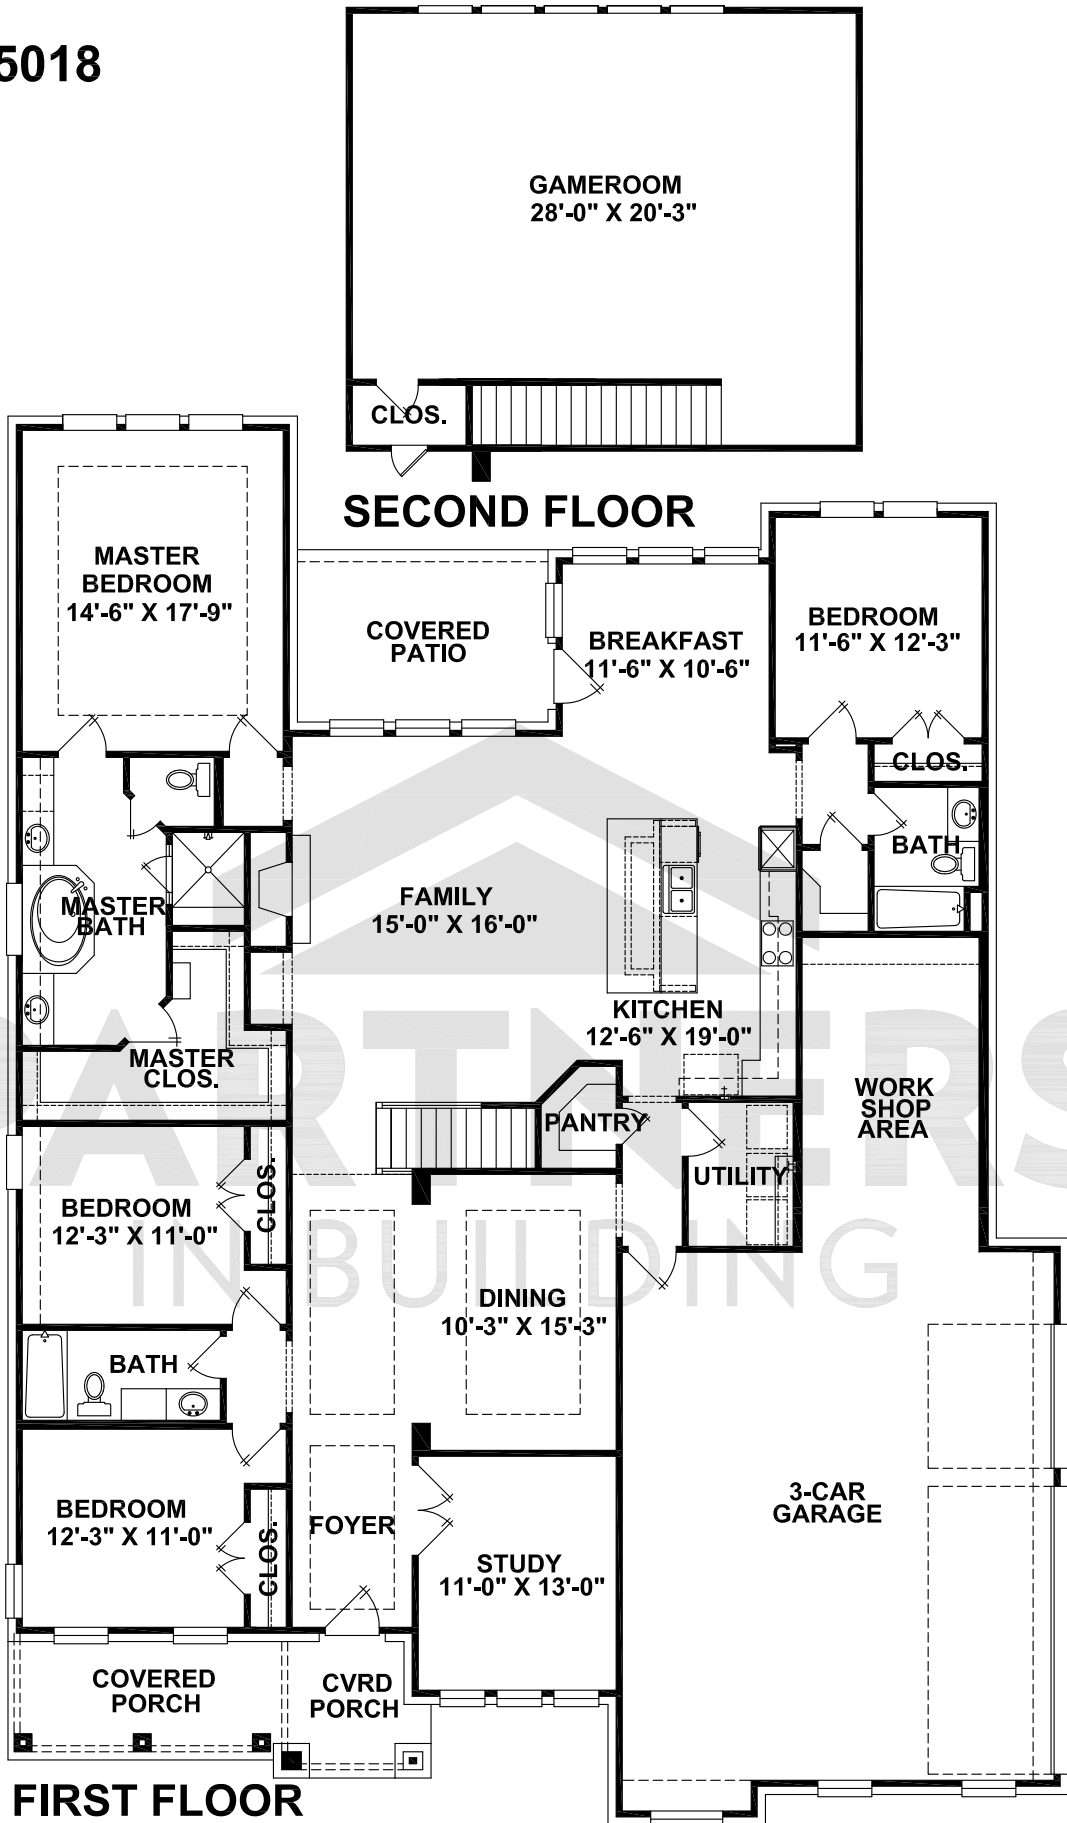 5018
GAMEROOM
28'-0" X 20'-3"
CLOS.
SECOND FLOOR
MASTER
BEDROOM
14'-6" X 17'-9"
COVERED
PATIO
BREAKFAST
11'-6" X 10'-6"
BEDROOM
11'-6" X 12'-3"
CLOS.
BATH
MASTER
BATH
FAMILY
15'-0" X 16'-0"
KITCHEN
12'-6" X 19'-0"
MASTER
CLOS.
WORK
SHOP
AREA
PANTRY
UTILITY
PARTNERS
IN BUILDING
BEDROOM
12'-3" X 11'-0"
CLOS.
DINING
10'-3" X 15'-3"
BATH
BEDROOM
12'-3" X 11'-0"
CLOS.
FOYER
STUDY
11'-0" X 13'-0"
3-CAR
GARAGE
COVERED
PORCH
CVRD
PORCH
FIRST FLOOR